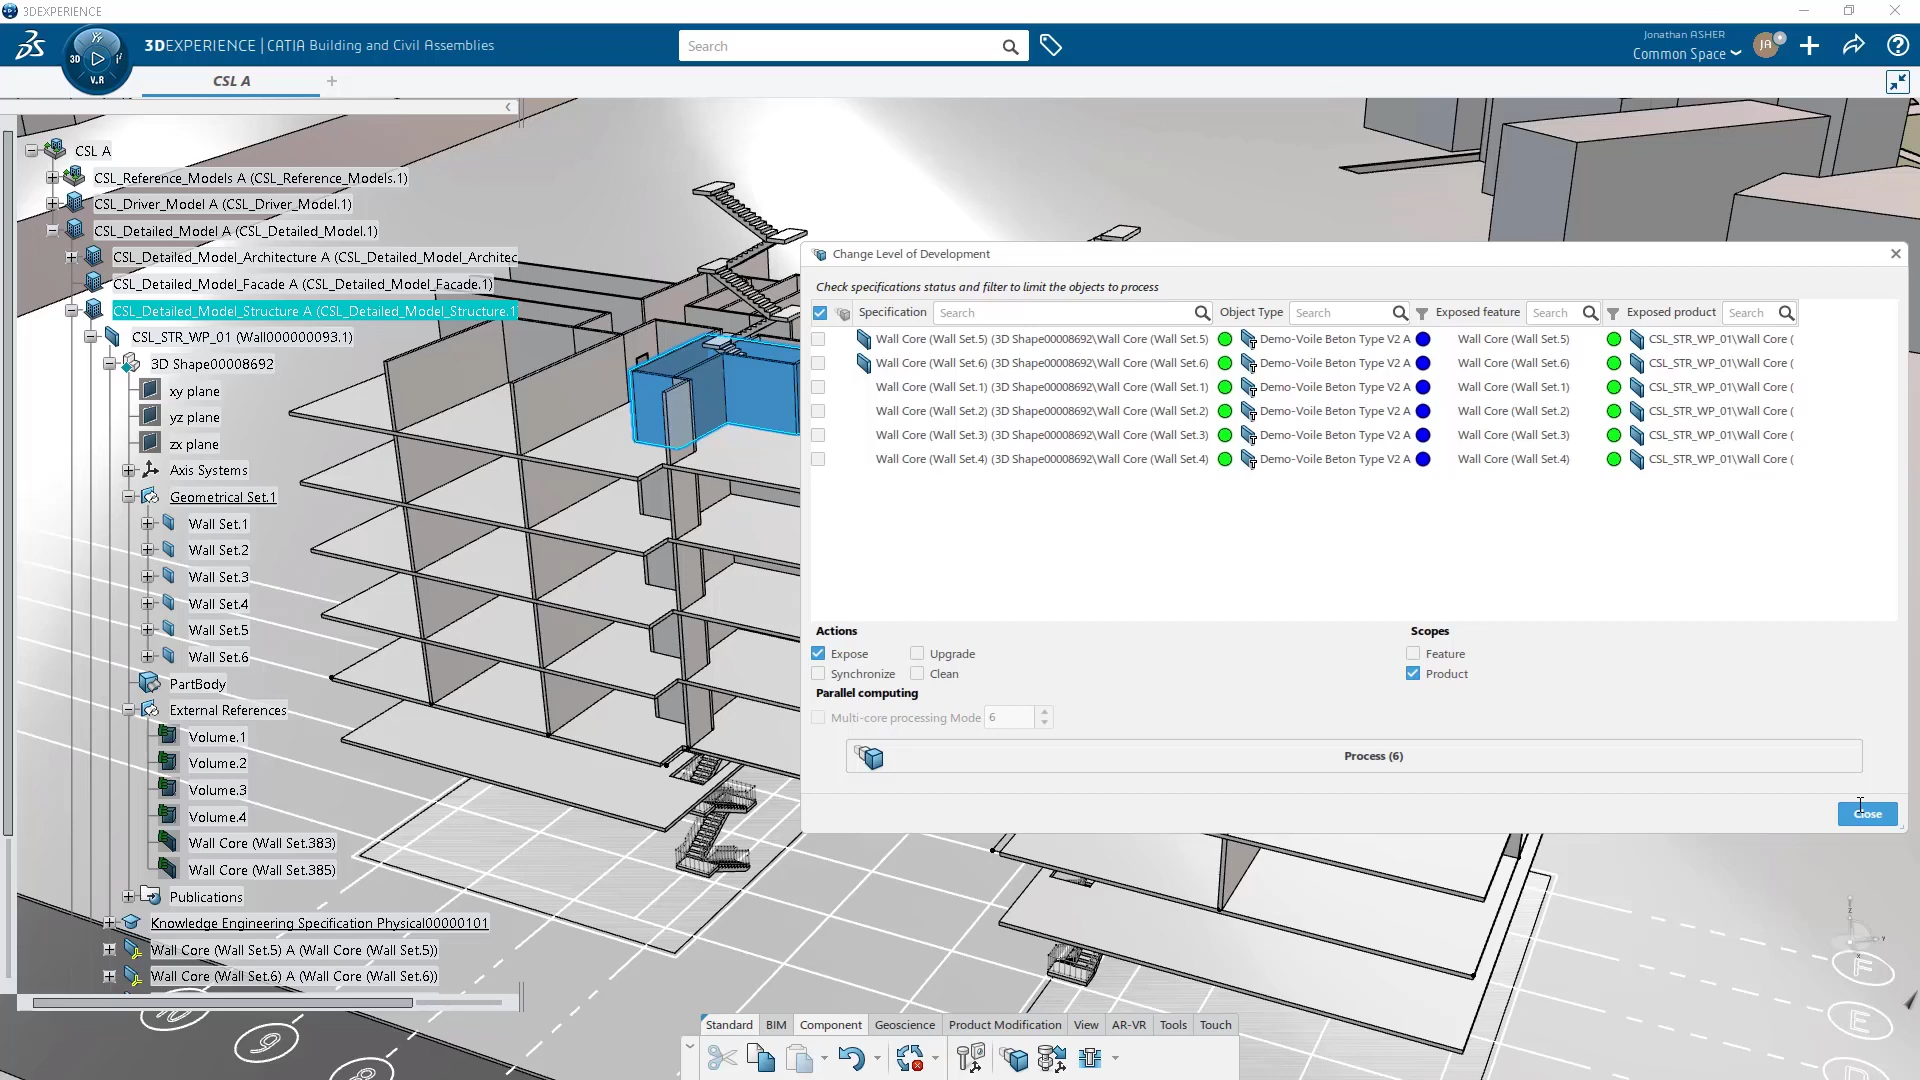 3DEXPERIENCE
3DEXPERIENCE | CATIA Building and Civil Assemblies
Search
Jonathan ASHER
Common Space
JA
3D
V.R
CSL A
CSL A
CSL_Reference_Models A (CSL_Reference_Models.1)
CSL_Driver_Model A (CSL_Driver_Model.1)
CSL_Detailed_Model A (CSL_Detailed_Model.1)
CSL_Detailed_Model_Architecture A (CSL_Detailed_Model_Architec
CSL_Detailed_Model_Facade A (CSL_Detailed_Model_Facade.1)
CSL_Detailed_Model_Structure A (CSL_Detailed_Model_Structure.1
CSL_STR_WP_01 (Wall000000093.1)
3D Shape00008692
xy plane
yz plane
zx plane
Axis Systems
Geometrical Set.1
Wall Set.1
Wall Set.2
Wall Set.3
Wall Set.4
Wall Set.5
Wall Set.6
PartBody
External References
Volume.1
Volume.2
Volume.3
Volume.4
Wall Core (Wall Set.383)
Wall Core (Wall Set.385)
Publications
Knowledge Engineering Specification Physical00000101
Wall Core (Wall Set.5) A (Wall Core (Wall Set.5))
Wall Core (Wall Set.6) A (Wall Core (Wall Set.6))
Change Level of Development
Check specifications status and filter to limit the objects to process
Specification Search Object Type Search Exposed feature Search Exposed product Search
Wall Core (Wall Set.5) (3D Shape00008692\Wall Core (Wall Set.5) Demo-Voile Beton Type V2 A Wall Core (Wall Set.5) CSL_STR_WP_01\Wall Core (
Wall Core (Wall Set.6) (3D Shape00008692\Wall Core (Wall Set.6) Demo-Voile Beton Type V2 A Wall Core (Wall Set.6) CSL_STR_WP_01\Wall Core (
Wall Core (Wall Set.1) (3D Shape00008692\Wall Core (Wall Set.1) Demo-Voile Beton Type V2 A Wall Core (Wall Set.1) CSL_STR_WP_01\Wall Core (
Wall Core (Wall Set.2) (3D Shape00008692\Wall Core (Wall Set.2) Demo-Voile Beton Type V2 A Wall Core (Wall Set.2) CSL_STR_WP_01\Wall Core (
Wall Core (Wall Set.3) (3D Shape00008692\Wall Core (Wall Set.3) Demo-Voile Beton Type V2 A Wall Core (Wall Set.3) CSL_STR_WP_01\Wall Core (
Wall Core (Wall Set.4) (3D Shape00008692\Wall Core (Wall Set.4) Demo-Voile Beton Type V2 A Wall Core (Wall Set.4) CSL_STR_WP_01\Wall Core (
Actions Scopes
Expose Upgrade Feature
Synchronize Clean Product
Parallel computing
Multi-core processing Mode 6
Process (6)
Close
10
9
8
F
E
D
Standard BIM Component Geoscience Product Modification View AR-VR Tools Touch